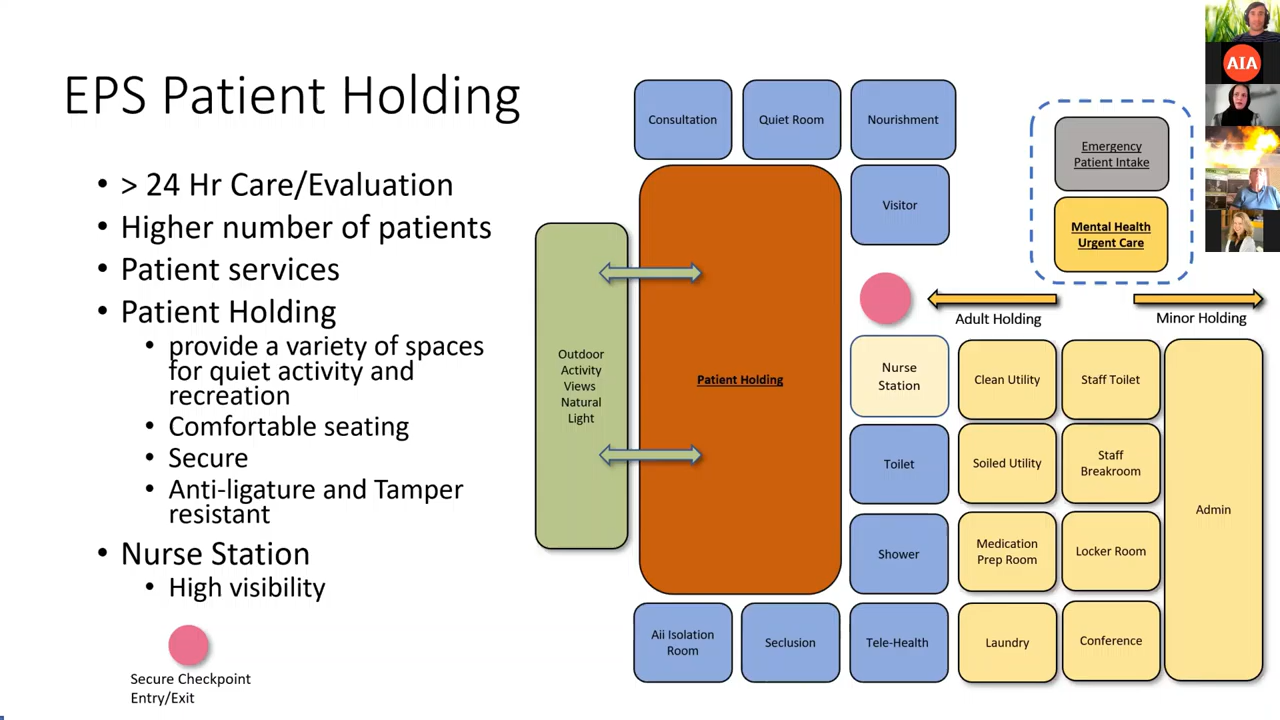 EPS Patient Holding
• > 24 Hr Care/Evaluation
• Higher number of patients
• Patient services
• Patient Holding
• provide a variety of spaces
for quiet activity and
recreation
• Comfortable seating
• Secure
• Anti-ligature and Tamper
resistant
• Nurse Station
• High visibility
Secure Checkpoint
Entry/Exit
Consultation
Quiet Room
Nourishment
Visitor
Outdoor
Activity
Views
Natural
Light
Patient Holding
Emergency
Patient Intake
Mental Health
Urgent Care
Adult Holding
Minor Holding
Nurse
Station
Clean Utility
Staff Toilet
Toilet
Soiled Utility
Staff
Breakroom
Admin
Shower
Medication
Prep Room
Locker Room
Aii Isolation
Room
Seclusion
Tele-Health
Laundry
Conference
AIA